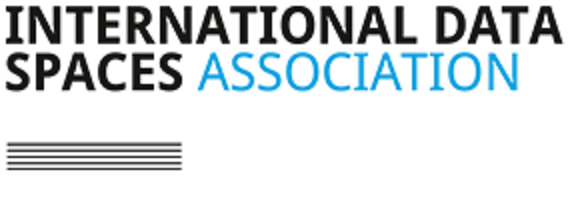 INTERNATIONAL DATA
SPACES ASSOCIATION